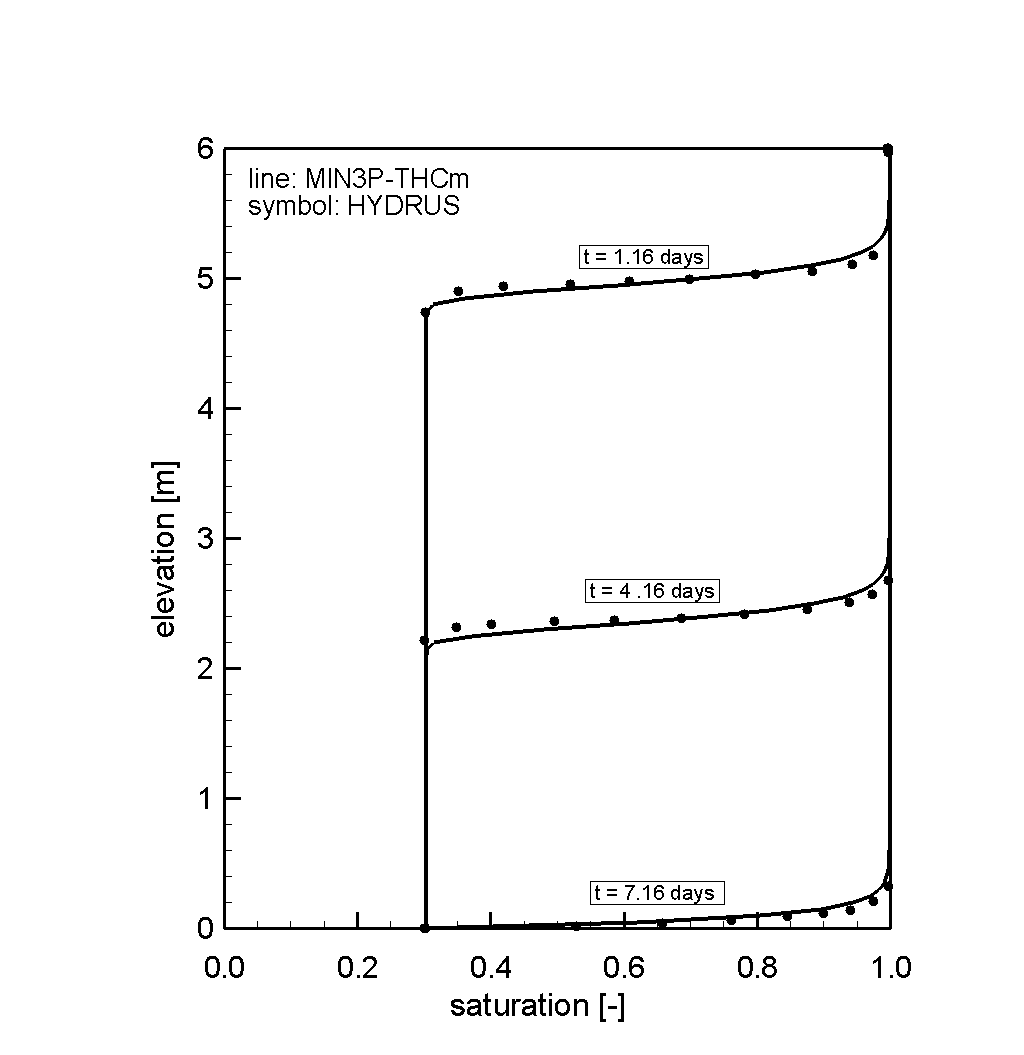 6
line: MIN3P-THCm
symbol: HYDRUS
t = 1.16 days
5
4
elevation [m]
3
t = 4 .16 days
2
1
t = 7.16 days
0
0.0 0.2 0.4 0.6 0.8 1.0
saturation [-]